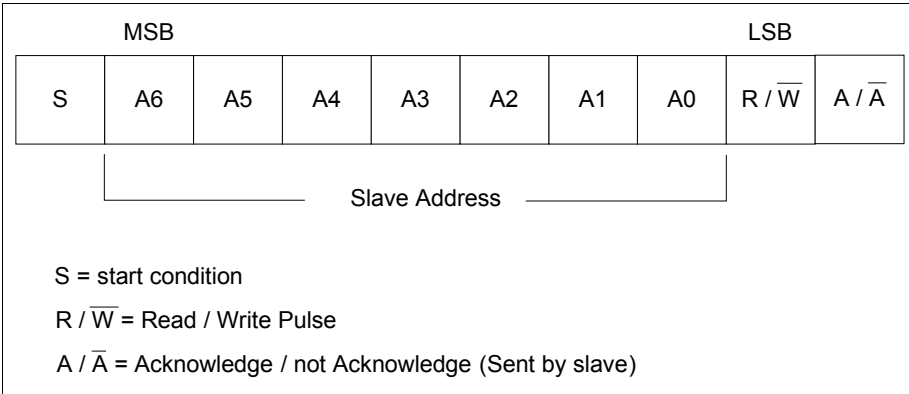 MSB LSB
S A6 A5 A4 A3 A2 A1 A0 R / W̅ A / A̅
Slave Address
S = start condition
R / W̅ = Read / Write Pulse
A / A̅ = Acknowledge / not Acknowledge (Sent by slave)